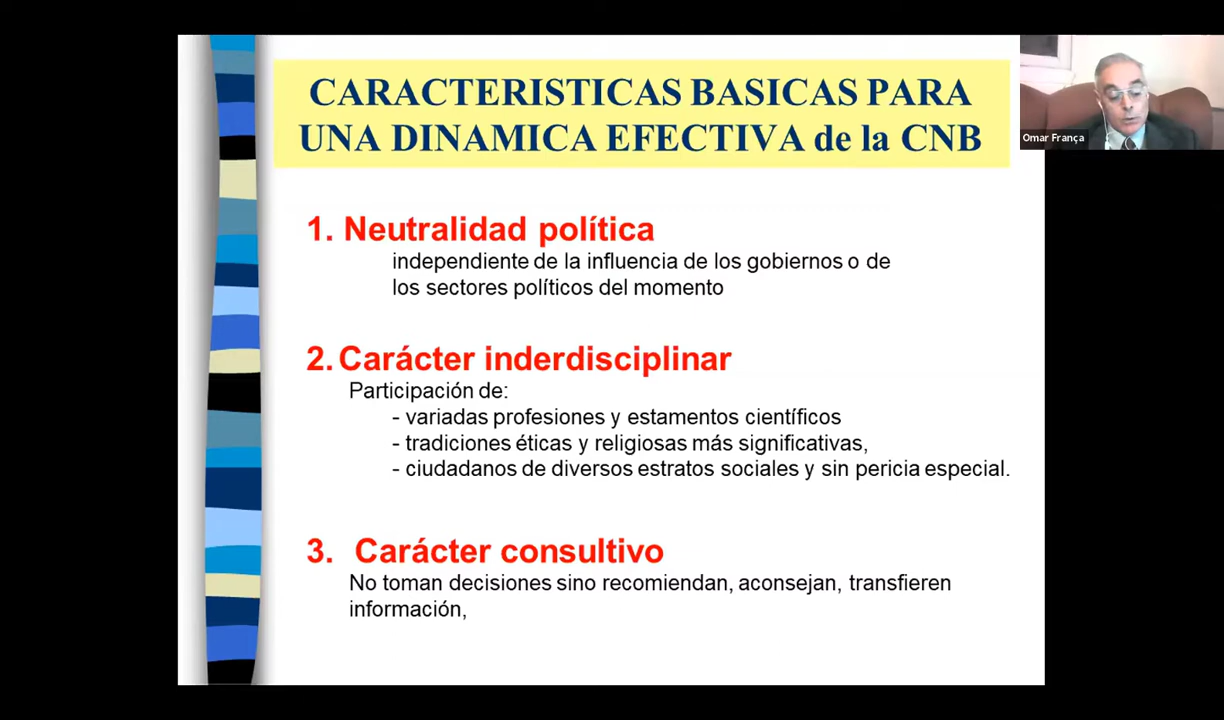 CARACTERISTICAS BASICAS PARA
UNA DINAMICA EFECTIVA de la CNB
Omar França
1. Neutralidad política
independiente de la influencia de los gobiernos o de
los sectores políticos del momento
2. Carácter inderdisciplinar
Participación de:
- variadas profesiones y estamentos científicos
- tradiciones éticas y religiosas más significativas,
- ciudadanos de diversos estratos sociales y sin pericia especial.
3. Carácter consultivo
No toman decisiones sino recomiendan, aconsejan, transfieren
información,